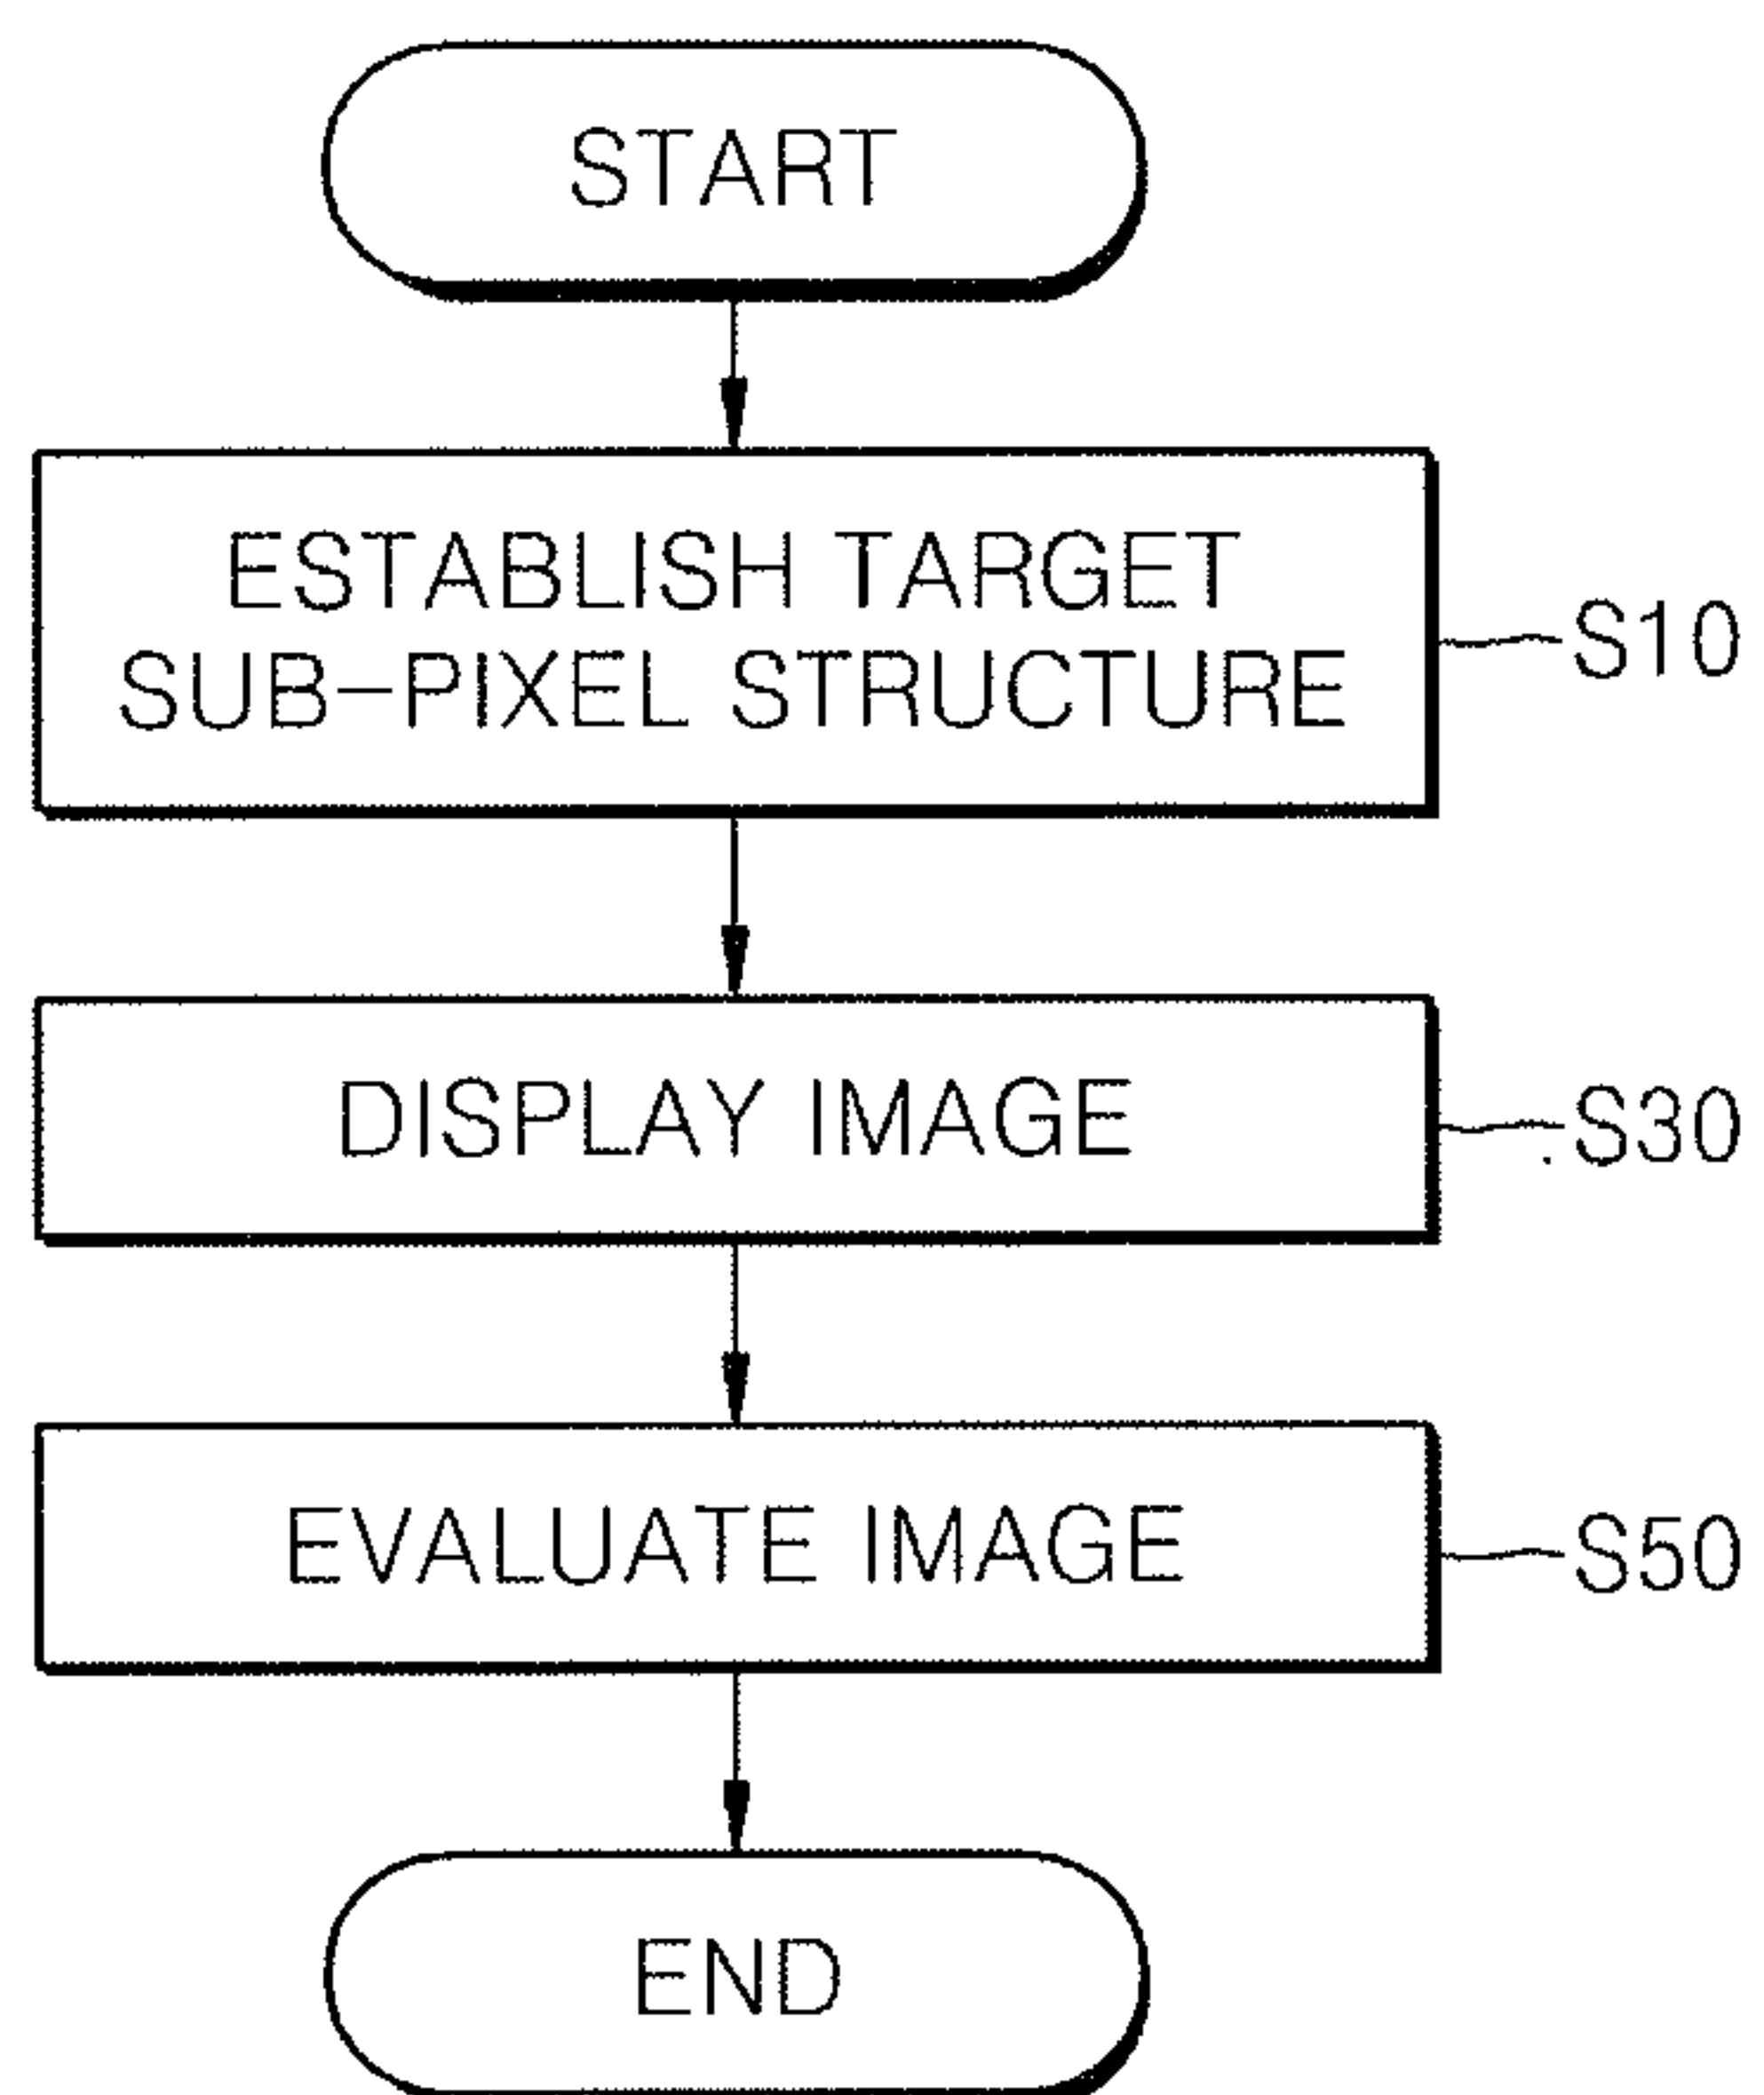 START
ESTABLISH TARGET
SUB-PIXEL STRUCTURE
S10
DISPLAY IMAGE
S30
EVALUATE IMAGE
S50
END